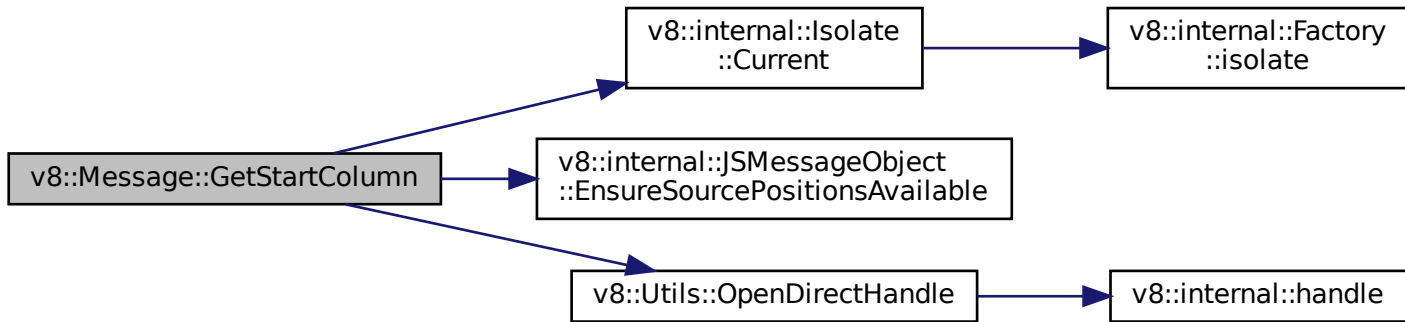 v8::internal::Isolate
::Current
v8::internal::Factory
::isolate
v8::Message::GetStartColumn
v8::internal::JSMessageObject
::EnsureSourcePositionsAvailable
v8::Utils::OpenDirectHandle
v8::internal::handle